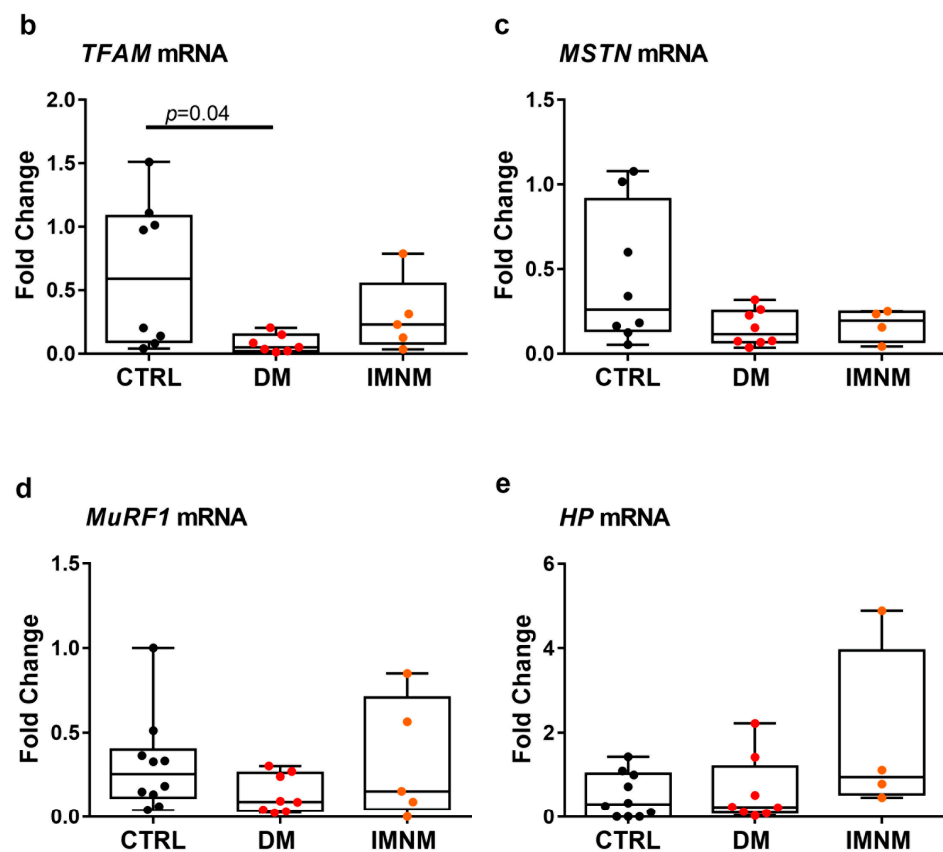 b
TFAM mRNA
Fold Change
2.0
1.5
1.0
0.5
0.0
p=0.04
CTRL DM IMNM
c
MSTN mRNA
Fold Change
1.5
1.0
0.5
0.0
CTRL DM IMNM
d
MuRF1 mRNA
Fold Change
1.5
1.0
0.5
0.0
CTRL DM IMNM
e
HP mRNA
Fold Change
6
4
2
0
CTRL DM IMNM